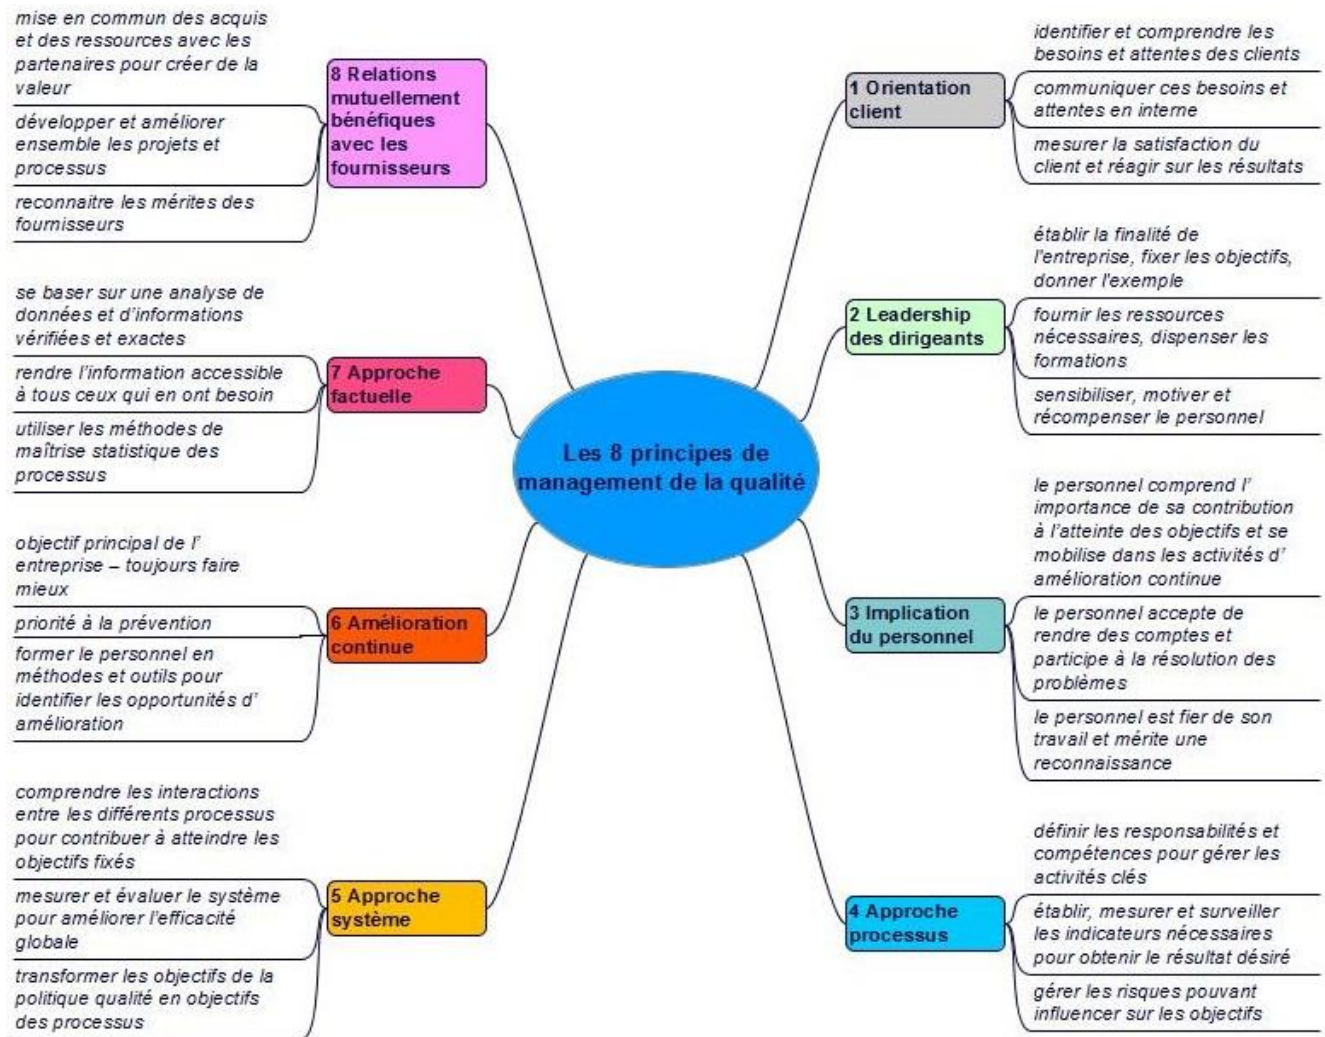 Les 8 principes de
management de la qualité
1 Orientation
client
identifier et comprendre les
besoins et attentes des clients
communiquer ces besoins et
attentes en interne
mesurer la satisfaction du
client et réagir sur les résultats
2 Leadership
des dirigeants
établir la finalité de
l'entreprise, fixer les objectifs,
donner l'exemple
fournir les ressources
nécessaires, dispenser les
formations
sensibiliser, motiver et
récompenser le personnel
3 Implication
du personnel
le personnel comprend l'
importance de sa contribution
à l'atteinte des objectifs et se
mobilise dans les activités d'
amélioration continue
le personnel accepte de
rendre des comptes et
participe à la résolution des
problèmes
le personnel est fier de son
travail et mérite une
reconnaissance
4 Approche
processus
définir les responsabilités et
compétences pour gérer les
activités clés
établir, mesurer et surveiller
les indicateurs nécessaires
pour obtenir le résultat désiré
gérer les risques pouvant
influencer sur les objectifs
5 Approche
système
comprendre les interactions
entre les différents processus
pour contribuer à atteindre les
objectifs fixés
mesurer et évaluer le système
pour améliorer l'efficacité
globale
transformer les objectifs de la
politique qualité en objectifs
des processus
6 Amélioration
continue
objectif principal de l'
entreprise – toujours faire
mieux
priorité à la prévention
former le personnel en
méthodes et outils pour
identifier les opportunités d'
amélioration
7 Approche
factuelle
se baser sur une analyse de
données et d'informations
vérifiées et exactes
rendre l'information accessible
à tous ceux qui en ont besoin
utiliser les méthodes de
maîtrise statistique des
processus
8 Relations
mutuellement
bénéfiques
avec les
fournisseurs
mise en commun des acquis
et des ressources avec les
partenaires pour créer de la
valeur
développer et améliorer
ensemble les projets et
processus
reconnaitre les mérites des
fournisseurs